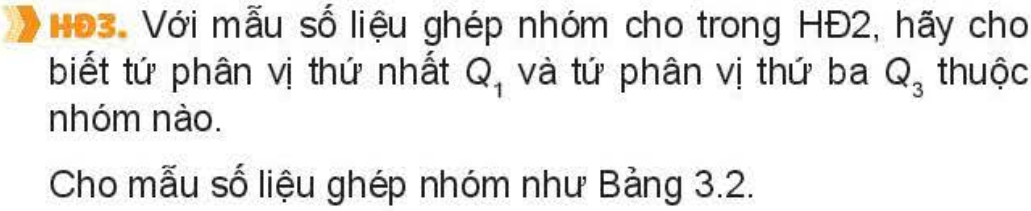 HĐ3. Với mẫu số liệu ghép nhóm cho trong HĐ2, hãy cho
biết tứ phân vị thứ nhất Q₁ và tứ phân vị thứ ba Q₃ thuộc
nhóm nào.
Cho mẫu số liệu ghép nhóm như Bảng 3.2.